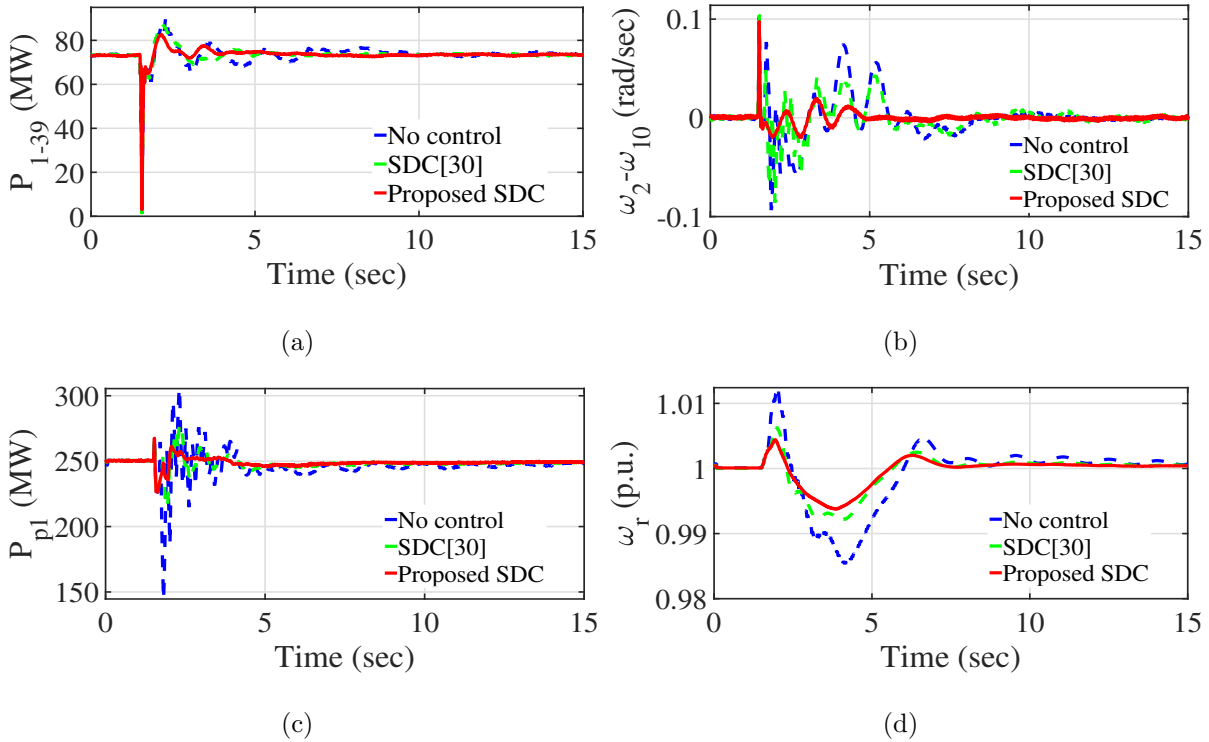 80
60
40
20
0
P1-39 (MW)
No control
SDC[30]
Proposed SDC
0 5 10 15
Time (sec)
(a)
0.1
0
-0.1
ω2-ω10 (rad/sec)
No control
SDC[30]
Proposed SDC
0 5 10 15
Time (sec)
(b)
300
250
200
150
Pp1 (MW)
No control
SDC[30]
Proposed SDC
0 5 10 15
Time (sec)
(c)
1.01
1
0.99
0.98
ωr (p.u.)
No control
SDC[30]
Proposed SDC
0 5 10 15
Time (sec)
(d)